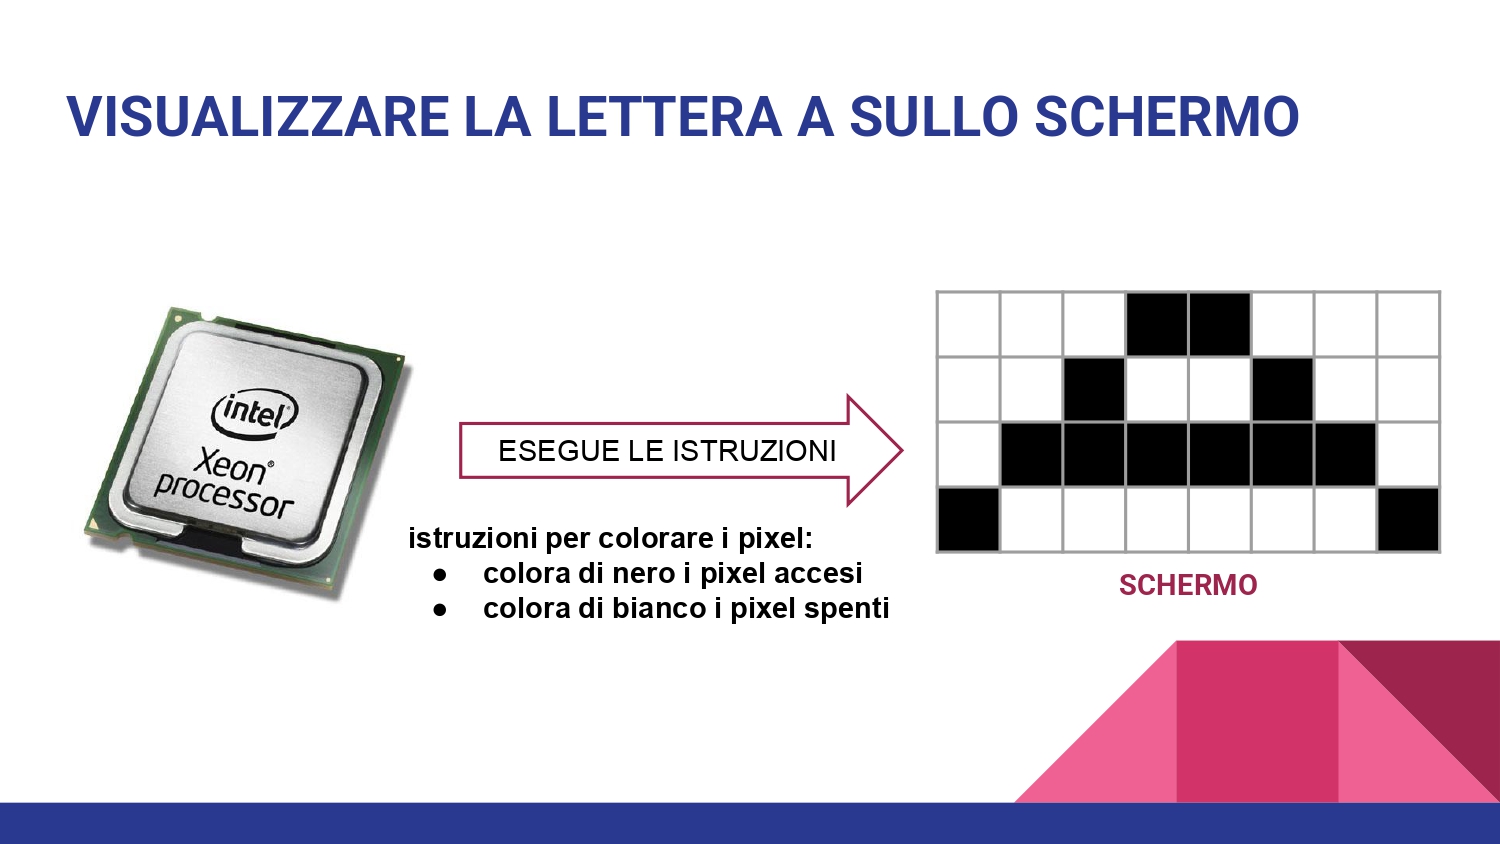 VISUALIZZARE LA LETTERA A SULLO SCHERMO
intel
Xeon®
processor
ESEGUE LE ISTRUZIONI
istruzioni per colorare i pixel:
● colora di nero i pixel accesi
● colora di bianco i pixel spenti
SCHERMO